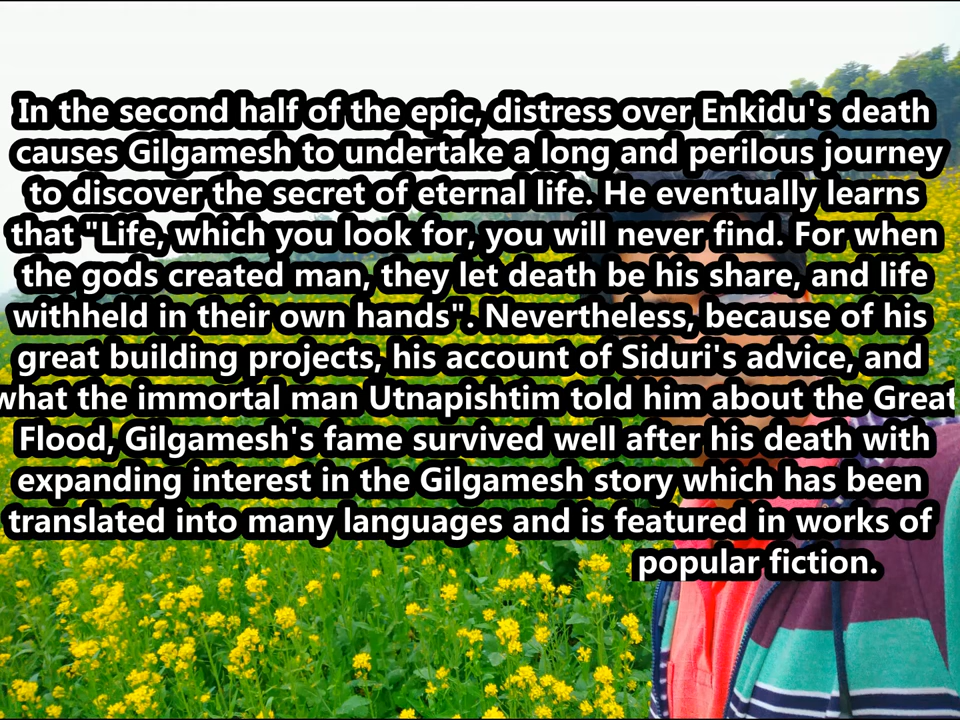 In the second half of the epic, distress over Enkidu's death
causes Gilgamesh to undertake a long and perilous journey
to discover the secret of eternal life. He eventually learns
that "Life, which you look for, you will never find. For when
the gods created man, they let death be his share, and life
withheld in their own hands". Nevertheless, because of his
great building projects, his account of Siduri's advice, and
what the immortal man Utnapishtim told him about the Great
Flood, Gilgamesh's fame survived well after his death with
expanding interest in the Gilgamesh story which has been
translated into many languages and is featured in works of
popular fiction.